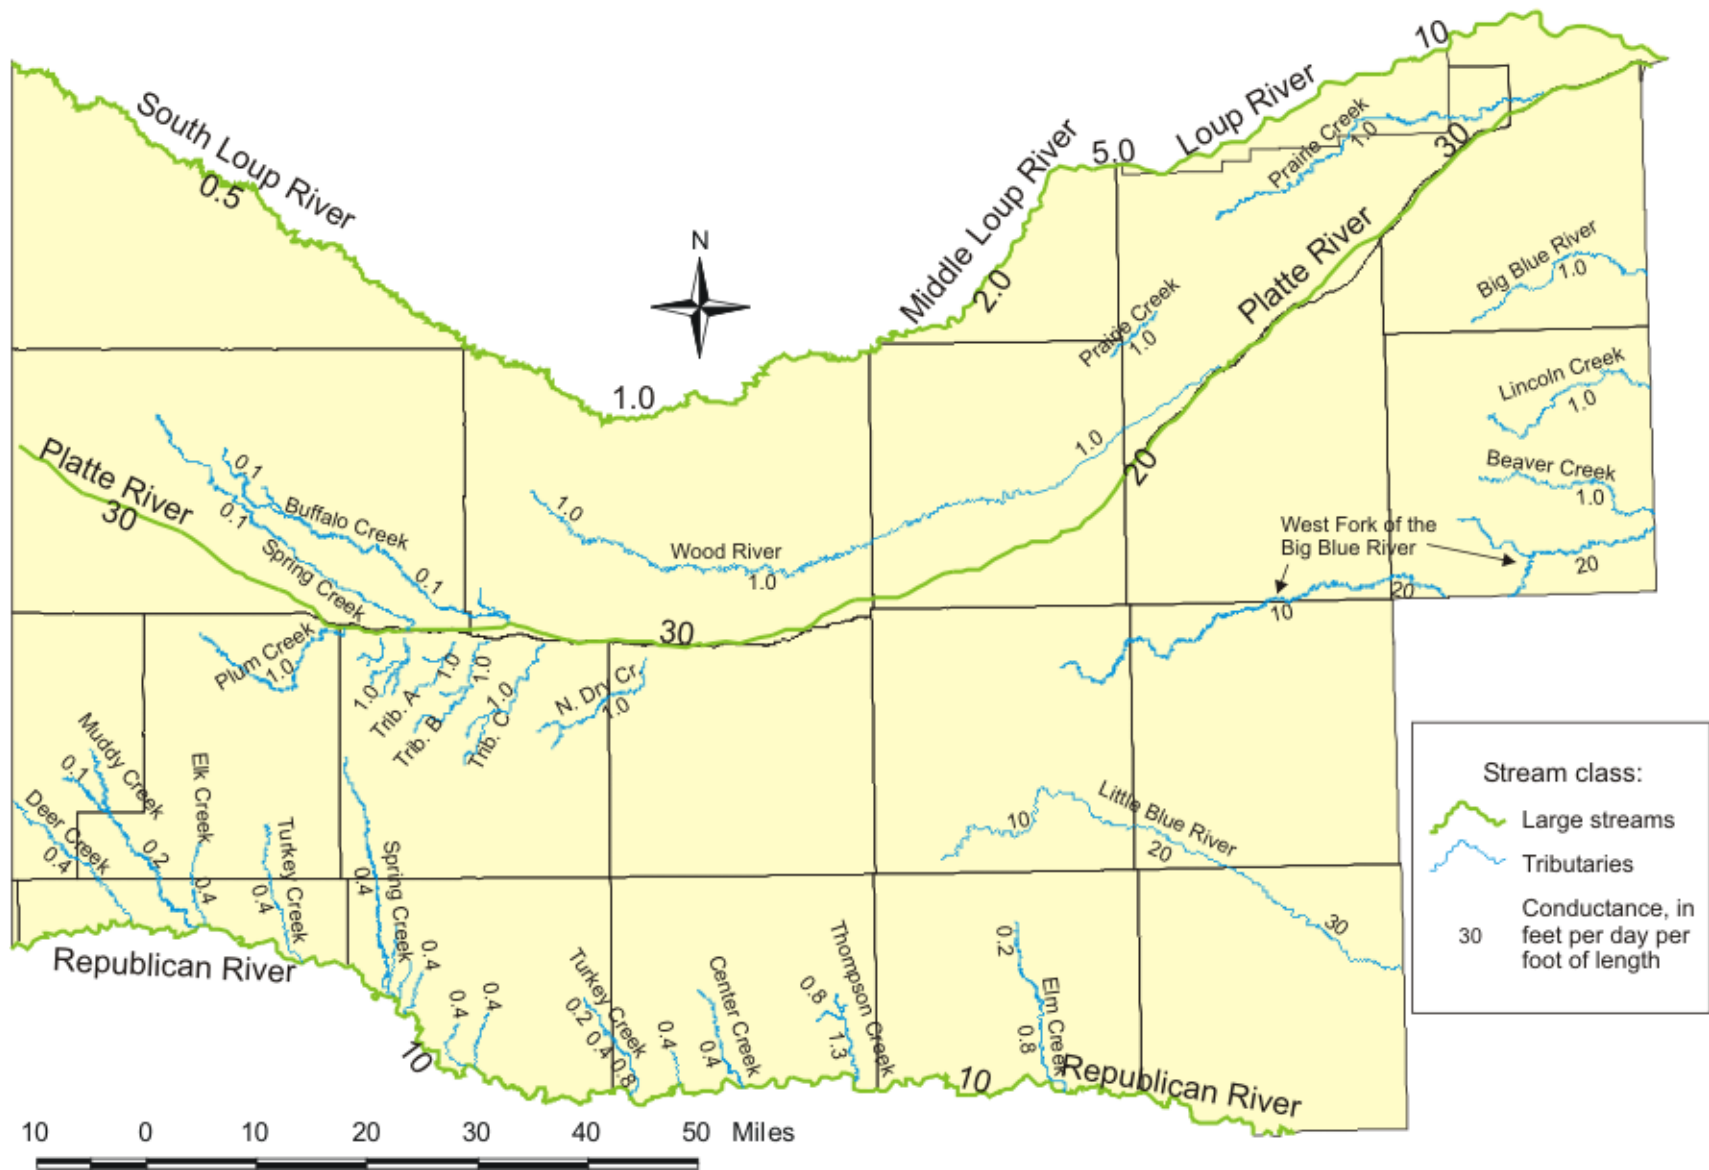 10
Loup River
South Loup River
0.5
Middle Loup River
5.0
Prairie Creek
1.0
30
N
2.0
Platte River
Big Blue River
1.0
Prairie Creek
1.0
1.0
Lincoln Creek
1.0
Platte River
30
0.1
0.1
Buffalo Creek
Spring Creek
0.1
1.0
Wood River
1.0
1.0
20
Beaver Creek
1.0
West Fork of the
Big Blue River
20
20
10
30
Plum Creek
1.0
1.0
Trib. A
1.0
Trib. B
1.0
Trib. C
1.0
N. Dry Cr.
1.0
Muddy Creek
0.1
0.2
Deer Creek
0.4
Elk Creek
0.4
Turkey Creek
0.4
Spring Creek
0.4
0.4
0.4
0.4
10
Little Blue River
20
30
Republican River
10
Turkey Creek
0.2
0.4
0.8
0.4
Center Creek
0.4
Thompson Creek
0.8
1.3
0.2
Elm Creek
0.8
10
Republican River
Stream class:
Large streams
Tributaries
30
Conductance, in
feet per day per
foot of length
10 0 10 20 30 40 50 Miles